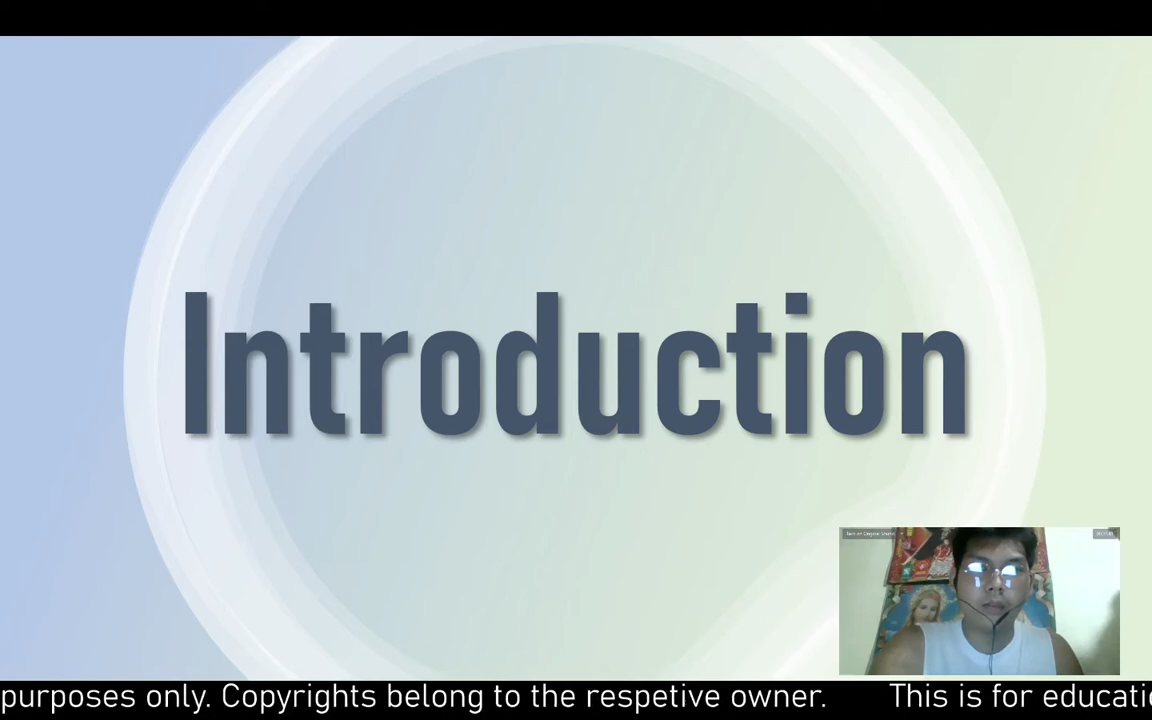 Introduction
purposes only. Copyrights belong to the respetive owner. This is for educatio